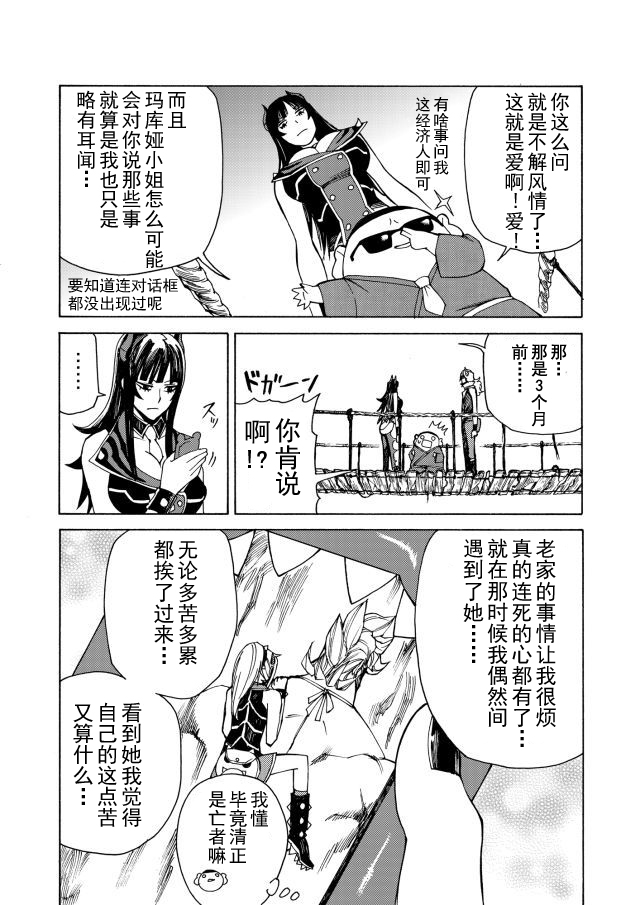 你这么问
就是不解风情了…
这就是爱啊！爱！
有啥事问我
这经济人即可
而且
玛库娅小姐怎么可能
会对你说那些事
就算是我也只是
略有耳闻…
要知道连对话框
都没出现过呢
那…
那是3个月
前……
ドガーン
你肯说
啊!?
……
スッ
老家的事情让我很烦
真的连死的心都有了…
就在那时候我偶然间
遇到了她……
无论多苦多累
都挨了过来…
看到她我觉得
自己的这点苦
又算什么…
我懂
毕竟清正
是亡者嘛